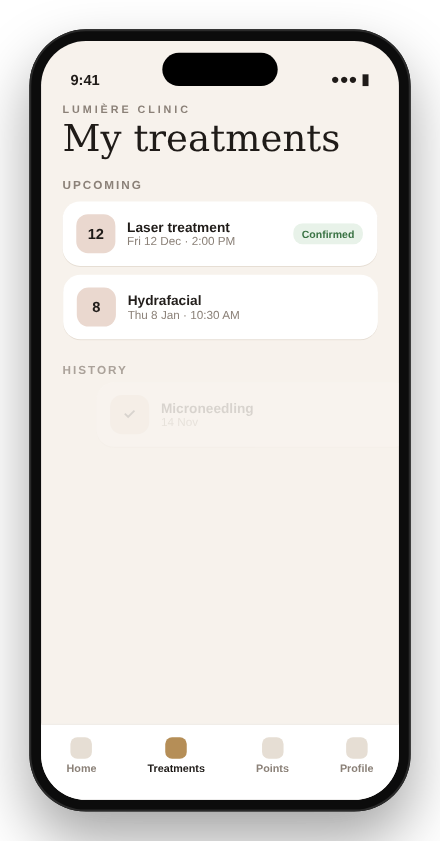 9:41
LUMIÈRE CLINIC
My treatments
UPCOMING
12
Laser treatment
Fri 12 Dec · 2:00 PM
Confirmed
8
Hydrafacial
Thu 8 Jan · 10:30 AM
HISTORY
Microneedling
14 Nov
Home
Treatments
Points
Profile